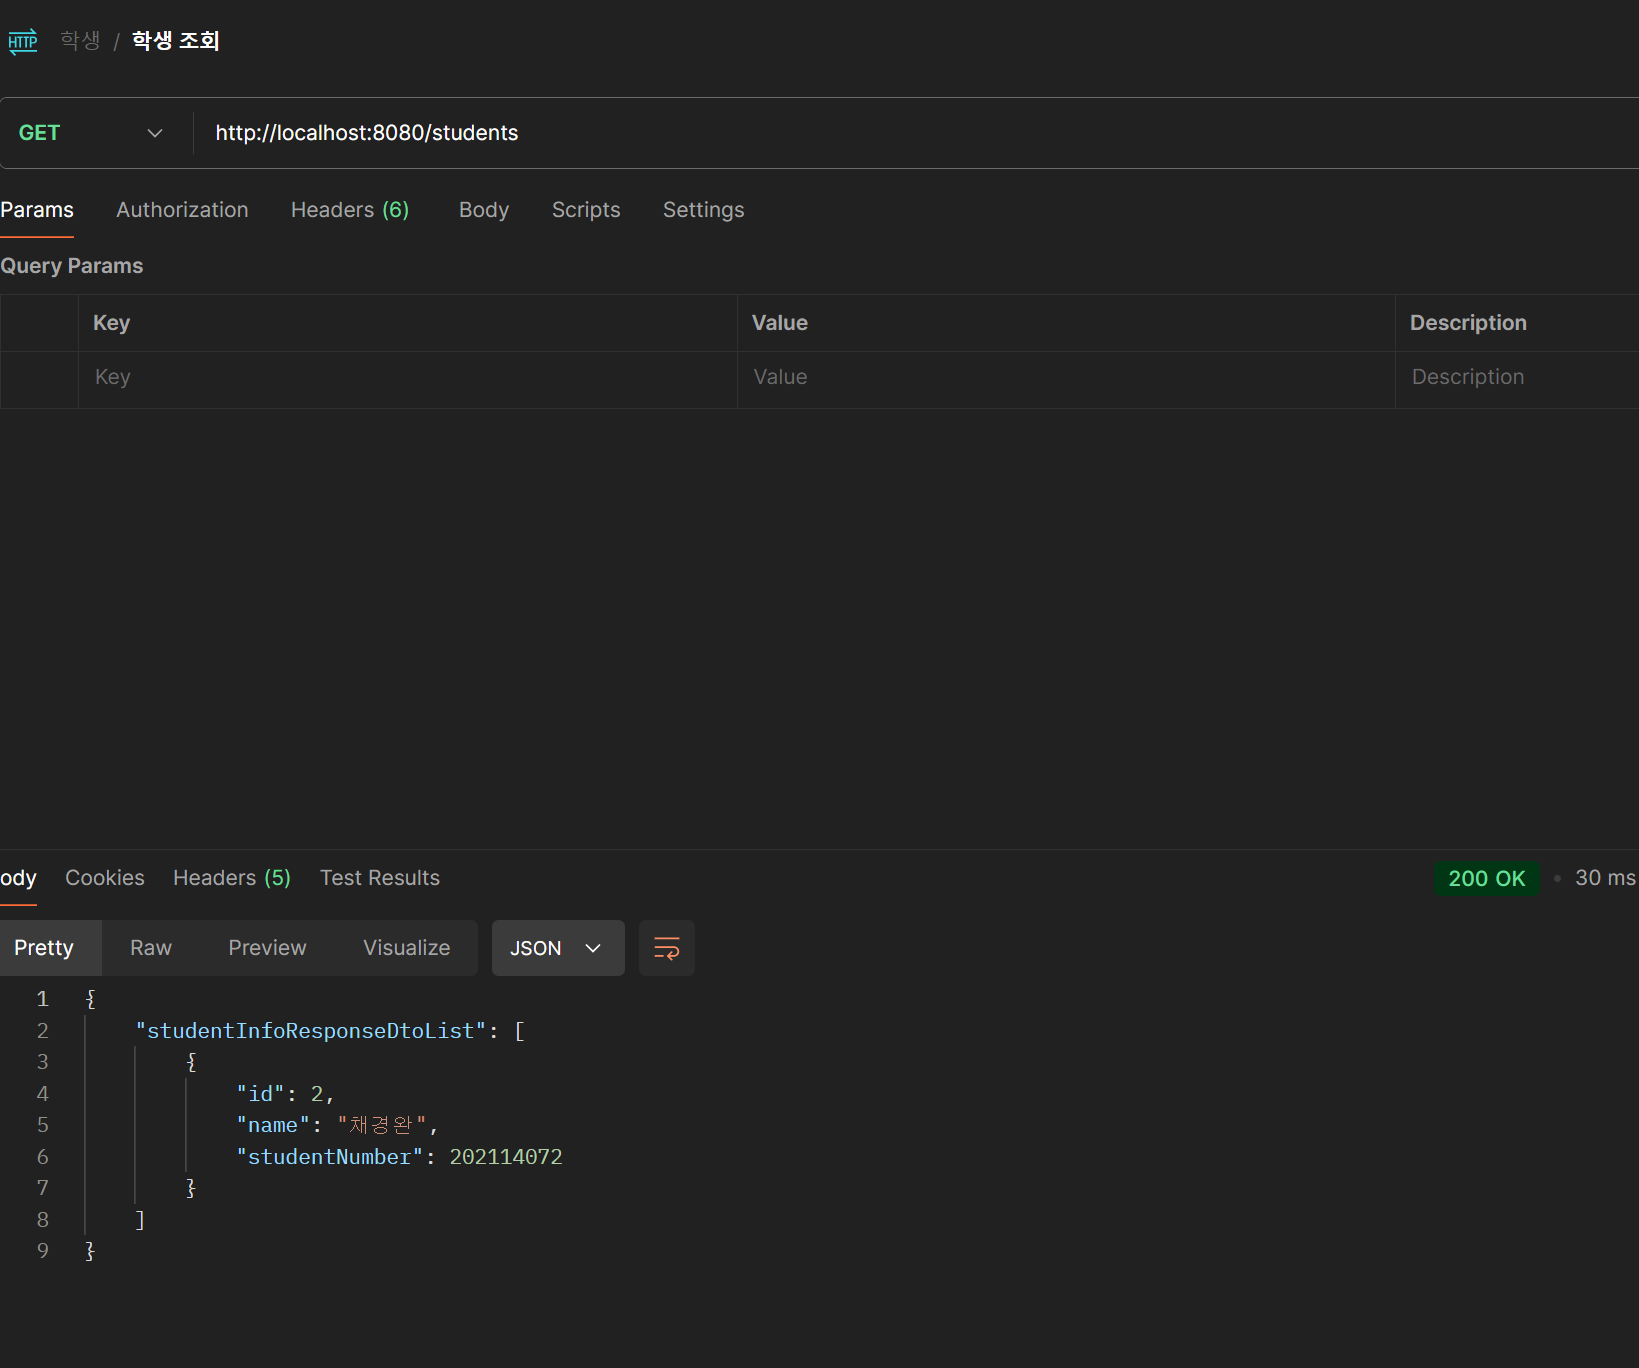 HTTP 학생 / 학생 조회
GET http://localhost:8080/students
Params Authorization Headers (6) Body Scripts Settings
Query Params
Key Value Description
Key Value Description
ody Cookies Headers (5) Test Results 200 OK • 30 ms
Pretty Raw Preview Visualize JSON
1 {
2 "studentInfoResponseDtoList": [
3 {
4 "id": 2,
5 "name": "채경완",
6 "studentNumber": 202114072
7 }
8 ]
9 }